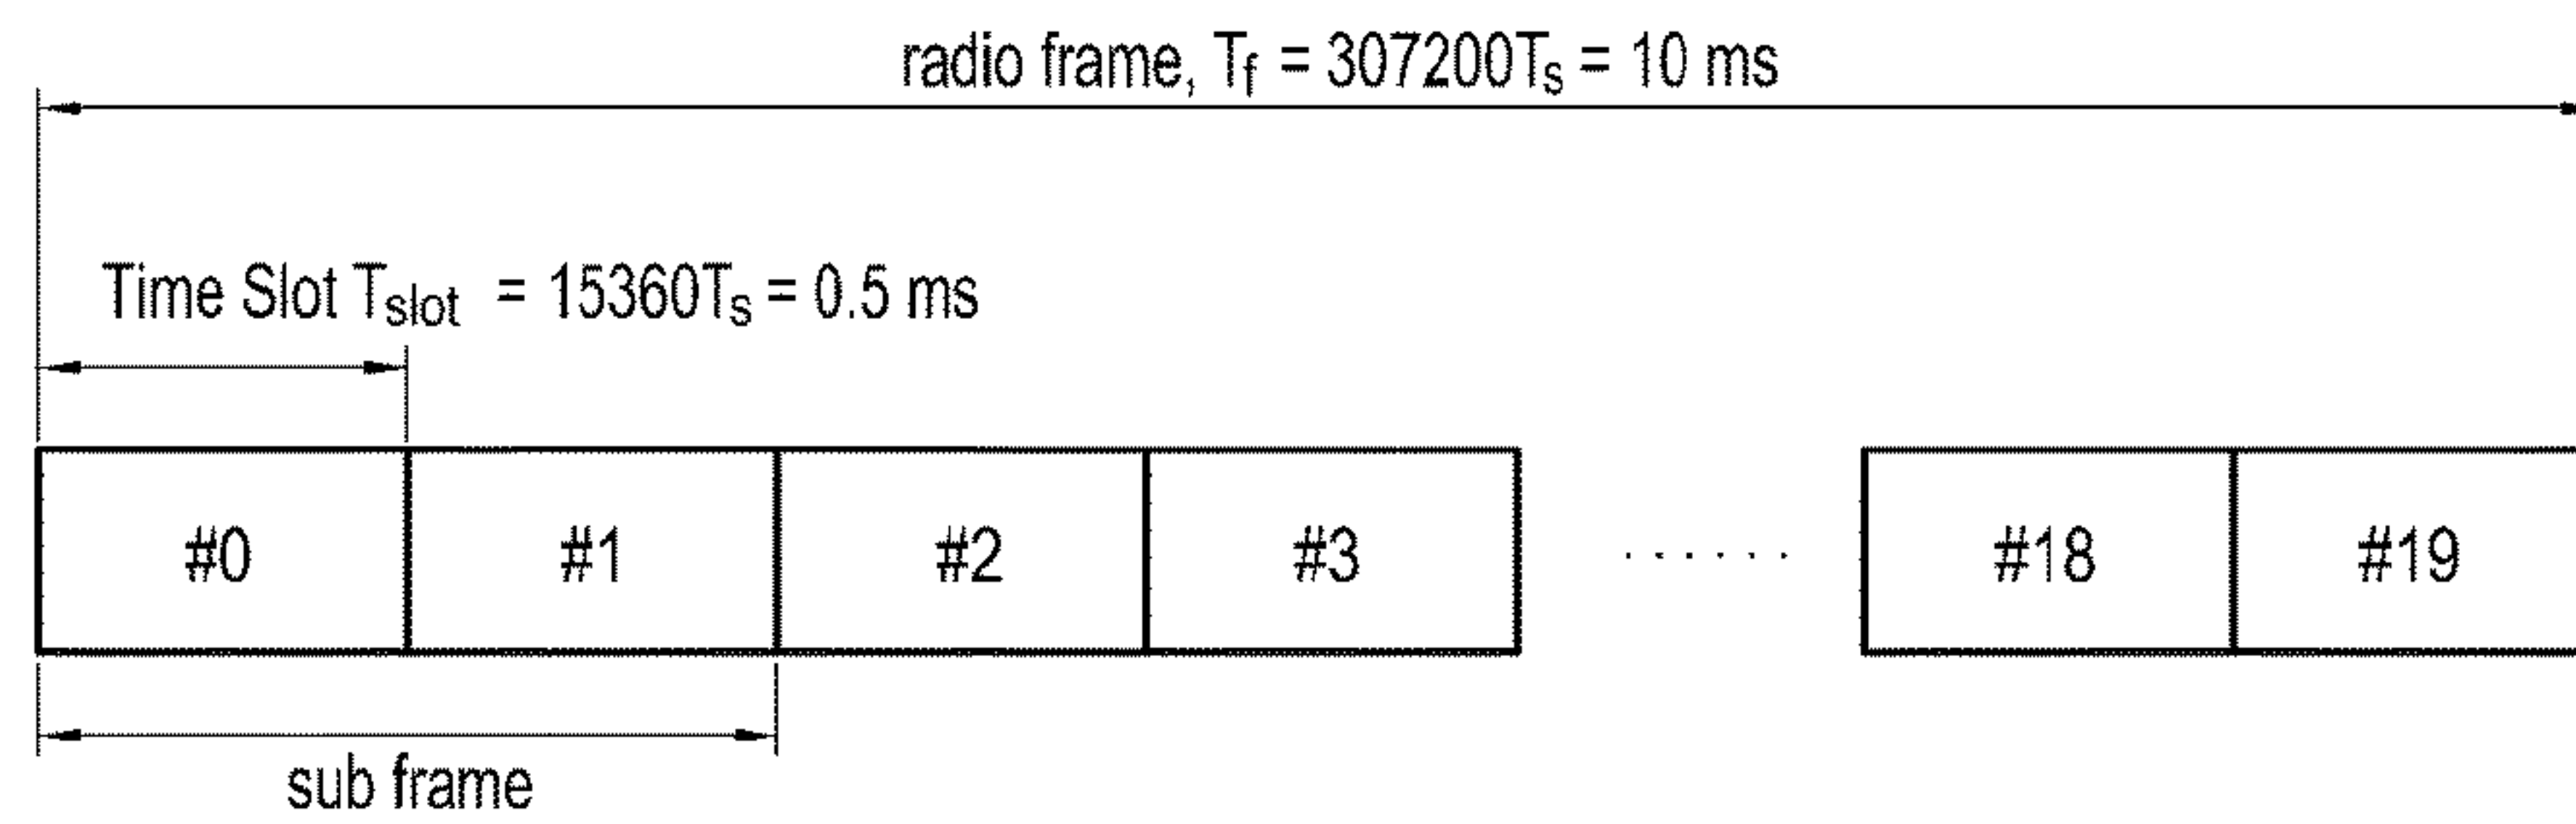 radio frame, Tf = 307200Ts = 10 ms
Time Slot Tslot = 15360Ts = 0.5 ms
#0 #1 #2 #3 ...... #18 #19
sub frame